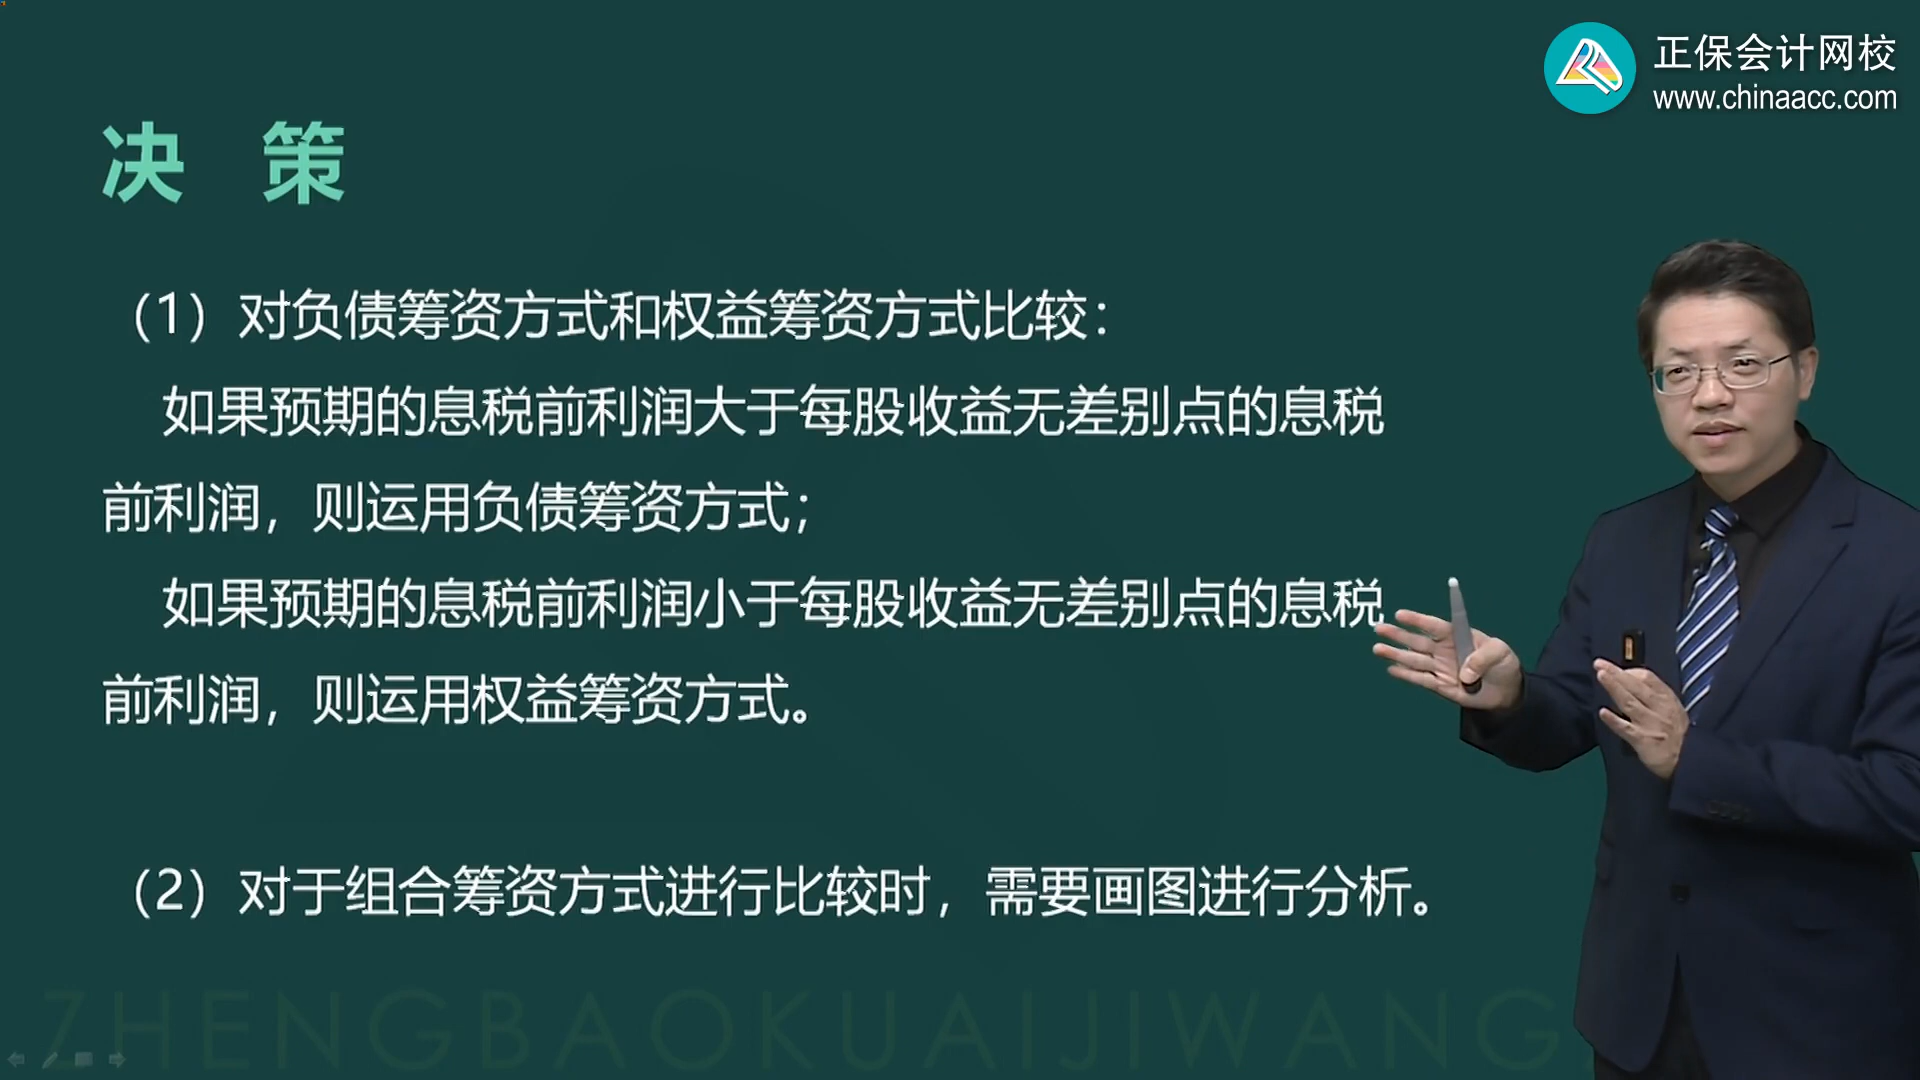 正保会计网校
www.chinaacc.com
决 策
（1）对负债筹资方式和权益筹资方式比较：
如果预期的息税前利润大于每股收益无差别点的息税
前利润，则运用负债筹资方式；
如果预期的息税前利润小于每股收益无差别点的息税
前利润，则运用权益筹资方式。
（2）对于组合筹资方式进行比较时，需要画图进行分析。
ZHENGBAOKUAIJIWANG